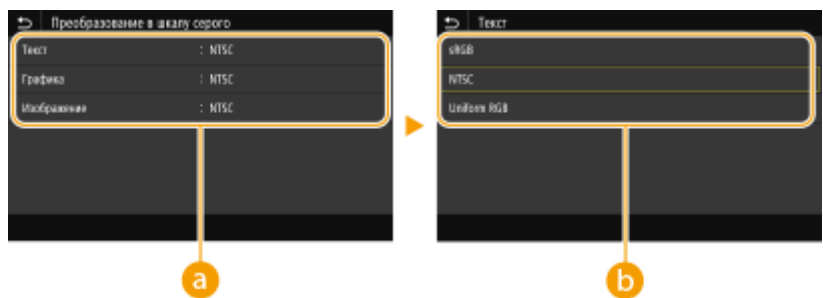 Преобразование в шкалу серого
Текст : NTSC
Графика : NTSC
Изображение : NTSC
a
Текст
sRGB
NTSC
Uniform RGB
b